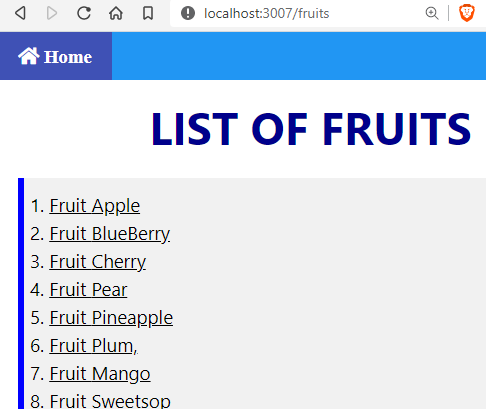 localhost:3007/fruits
Home
LIST OF FRUITS
1. Fruit Apple
2. Fruit BlueBerry
3. Fruit Cherry
4. Fruit Pear
5. Fruit Pineapple
6. Fruit Plum,
7. Fruit Mango
8. Fruit Sweetsop